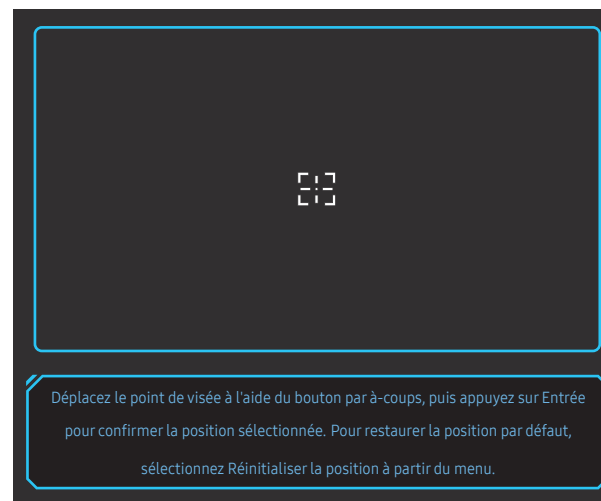 Déplacez le point de visée à l'aide du bouton par à-coups, puis appuyez sur Entrée
pour confirmer la position sélectionnée. Pour restaurer la position par défaut,
sélectionnez Réinitialiser la position à partir du menu.